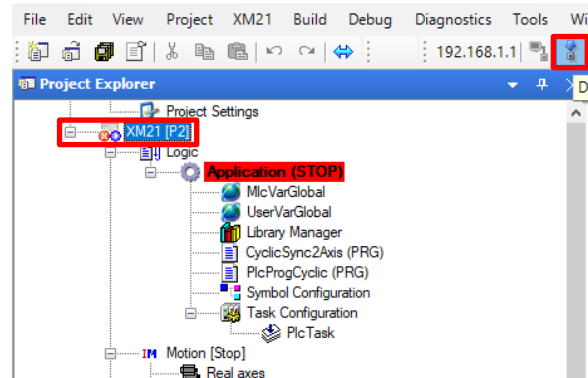 File Edit View Project XM21 Build Debug Diagnostics Tools Wi
192.168.1.1
Project Explorer
D
Project Settings
XM21 [P2]
Logic
Application (STOP)
MlcVarGlobal
UserVarGlobal
Library Manager
CyclicSync2Axis (PRG)
PlcProgCyclic (PRG)
Symbol Configuration
Task Configuration
PlcTask
IM Motion [Stop]
Real axes